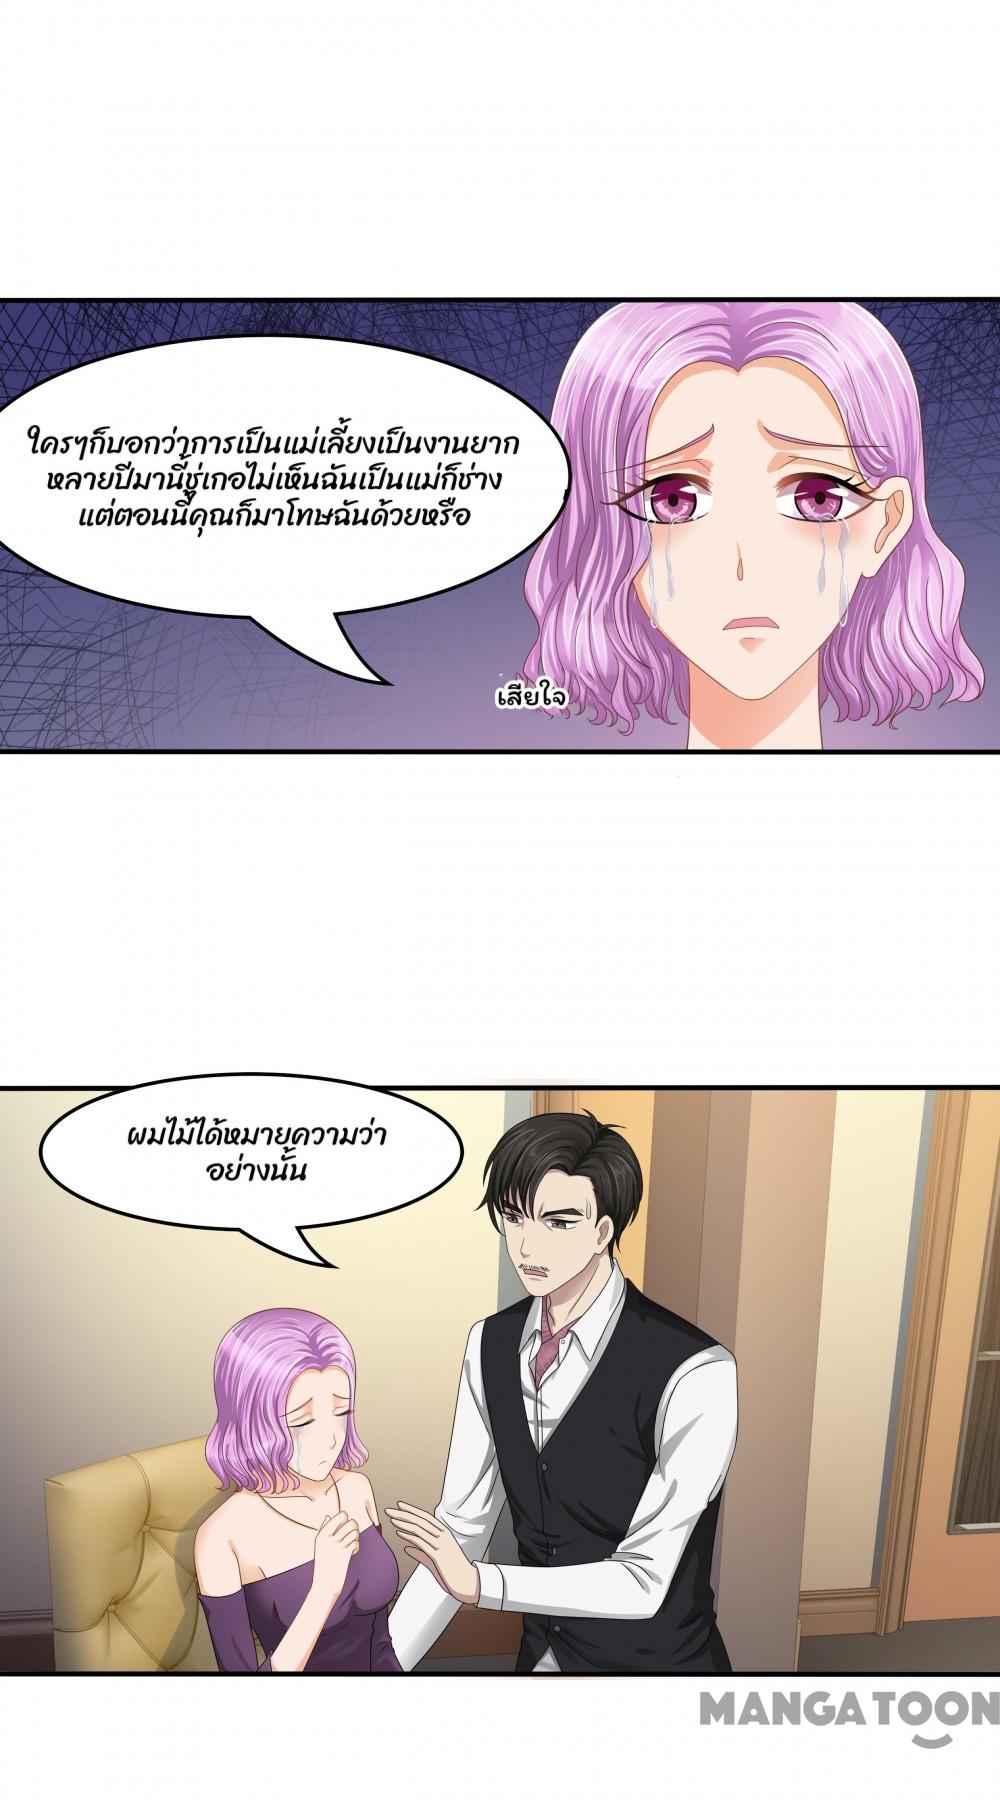 ใครๆก็บอกว่าการเป็นแม่เลี้ยงเป็นงานยาก
หลายปีมานี้ชู่เกอไม่เห็นฉันเป็นแม่ก็ช่าง
แต่ตอนนี้คุณก็มาโทษฉันด้วยหรือ
เสียใจ
ผมไม้ได้หมายความว่า
อย่างนั้น
MANGA TOON